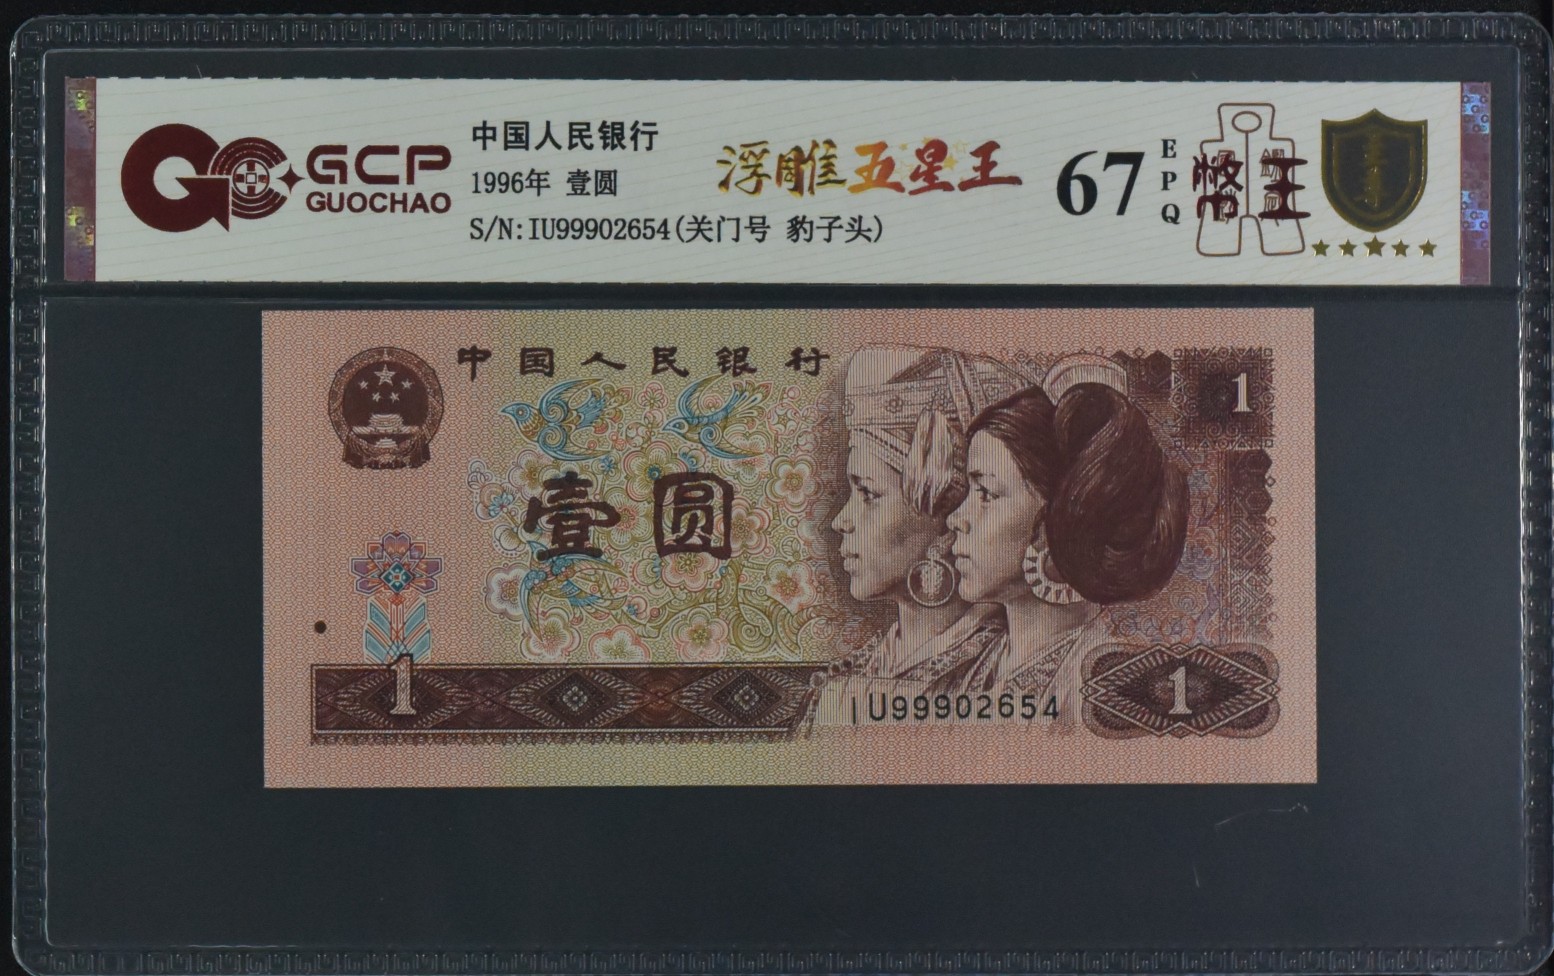 GCP
GUOCHAO
中国人民银行
1996年 壹圆
S/N:IU99902654(关门号 豹子头)
浮雕五星王
67
EPQ
中国人民银行
1
壹圆
1
IU99902654
1